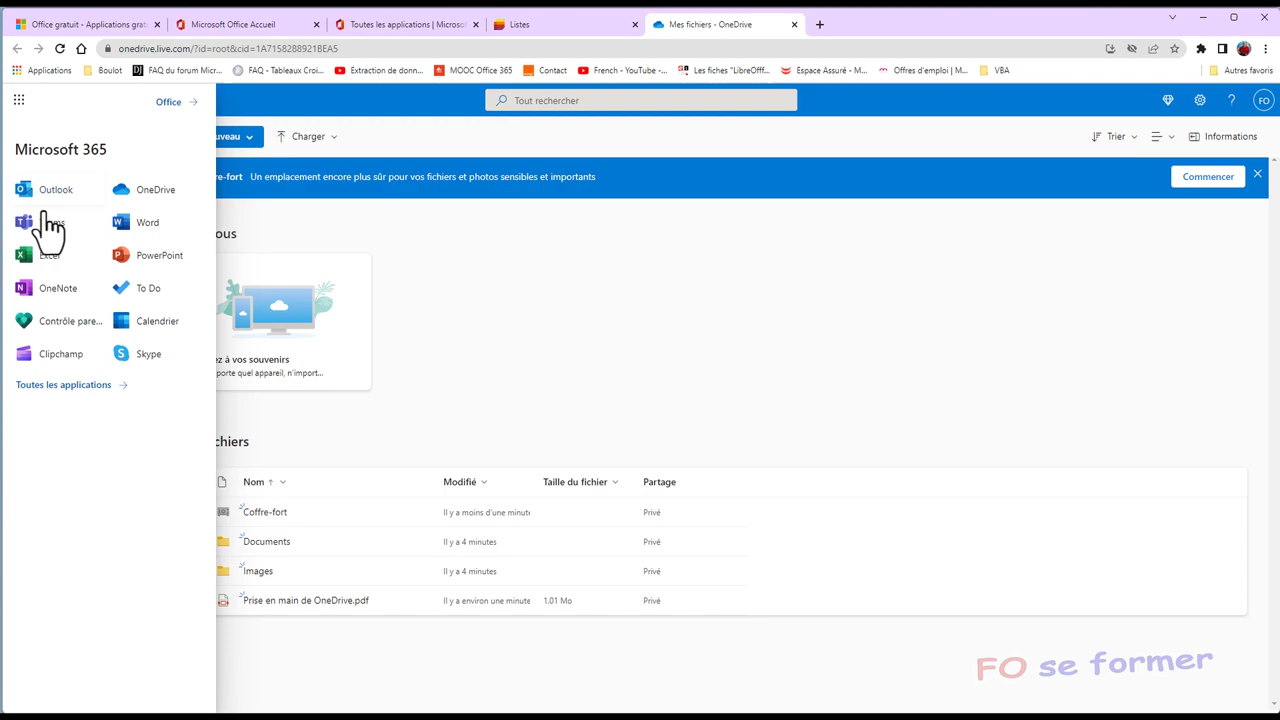 Office gratuit - Applications grat
Microsoft Office Accueil
Toutes les applications | Microso
Listes
Mes fichiers - OneDrive
onedrive.live.com/?id=root&cid=1A7158288921BEA5
Applications
Boulot
FAQ du forum Micr...
FAQ - Tableaux Croi...
Extraction de donn...
MOOC Office 365
Contact
French - YouTube -...
Les fiches "LibreOffi...
Espace Assuré - M...
Offres d'emploi | M...
VBA
Autres favoris
Office →
Tout rechercher
FO
uveau
Charger
Trier
Informations
Microsoft 365
re-fort Un emplacement encore plus sûr pour vos fichiers et photos sensibles et importants
Commencer
Outlook
OneDrive
Word
Excel
PowerPoint
OneNote
To Do
Contrôle pare...
Calendrier
Clipchamp
Skype
Toutes les applications →
ous
z à vos souvenirs
porte quel appareil, n'import...
chiers
Nom ↑
Modifié
Taille du fichier
Partage
Coffre-fort
Il y a moins d'une minute
Privé
Documents
Il y a 4 minutes
Privé
Images
Il y a 4 minutes
Privé
Prise en main de OneDrive.pdf
Il y a environ une minute
1.01 Mo
Privé
FO se former